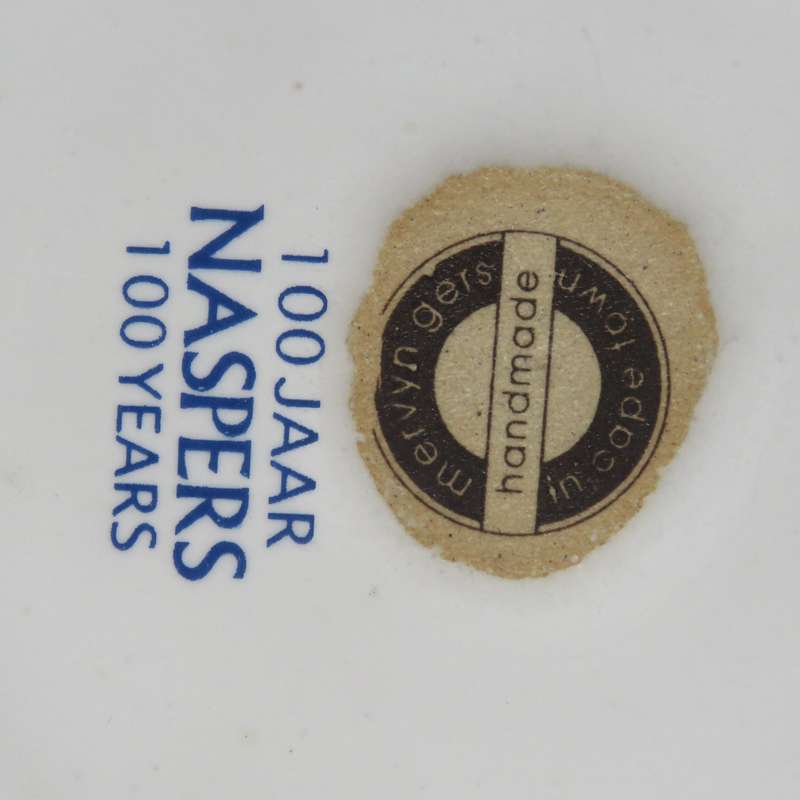 100 JAAR
NASPERS
100 YEARS
mervyn gers
handmade
in cape town